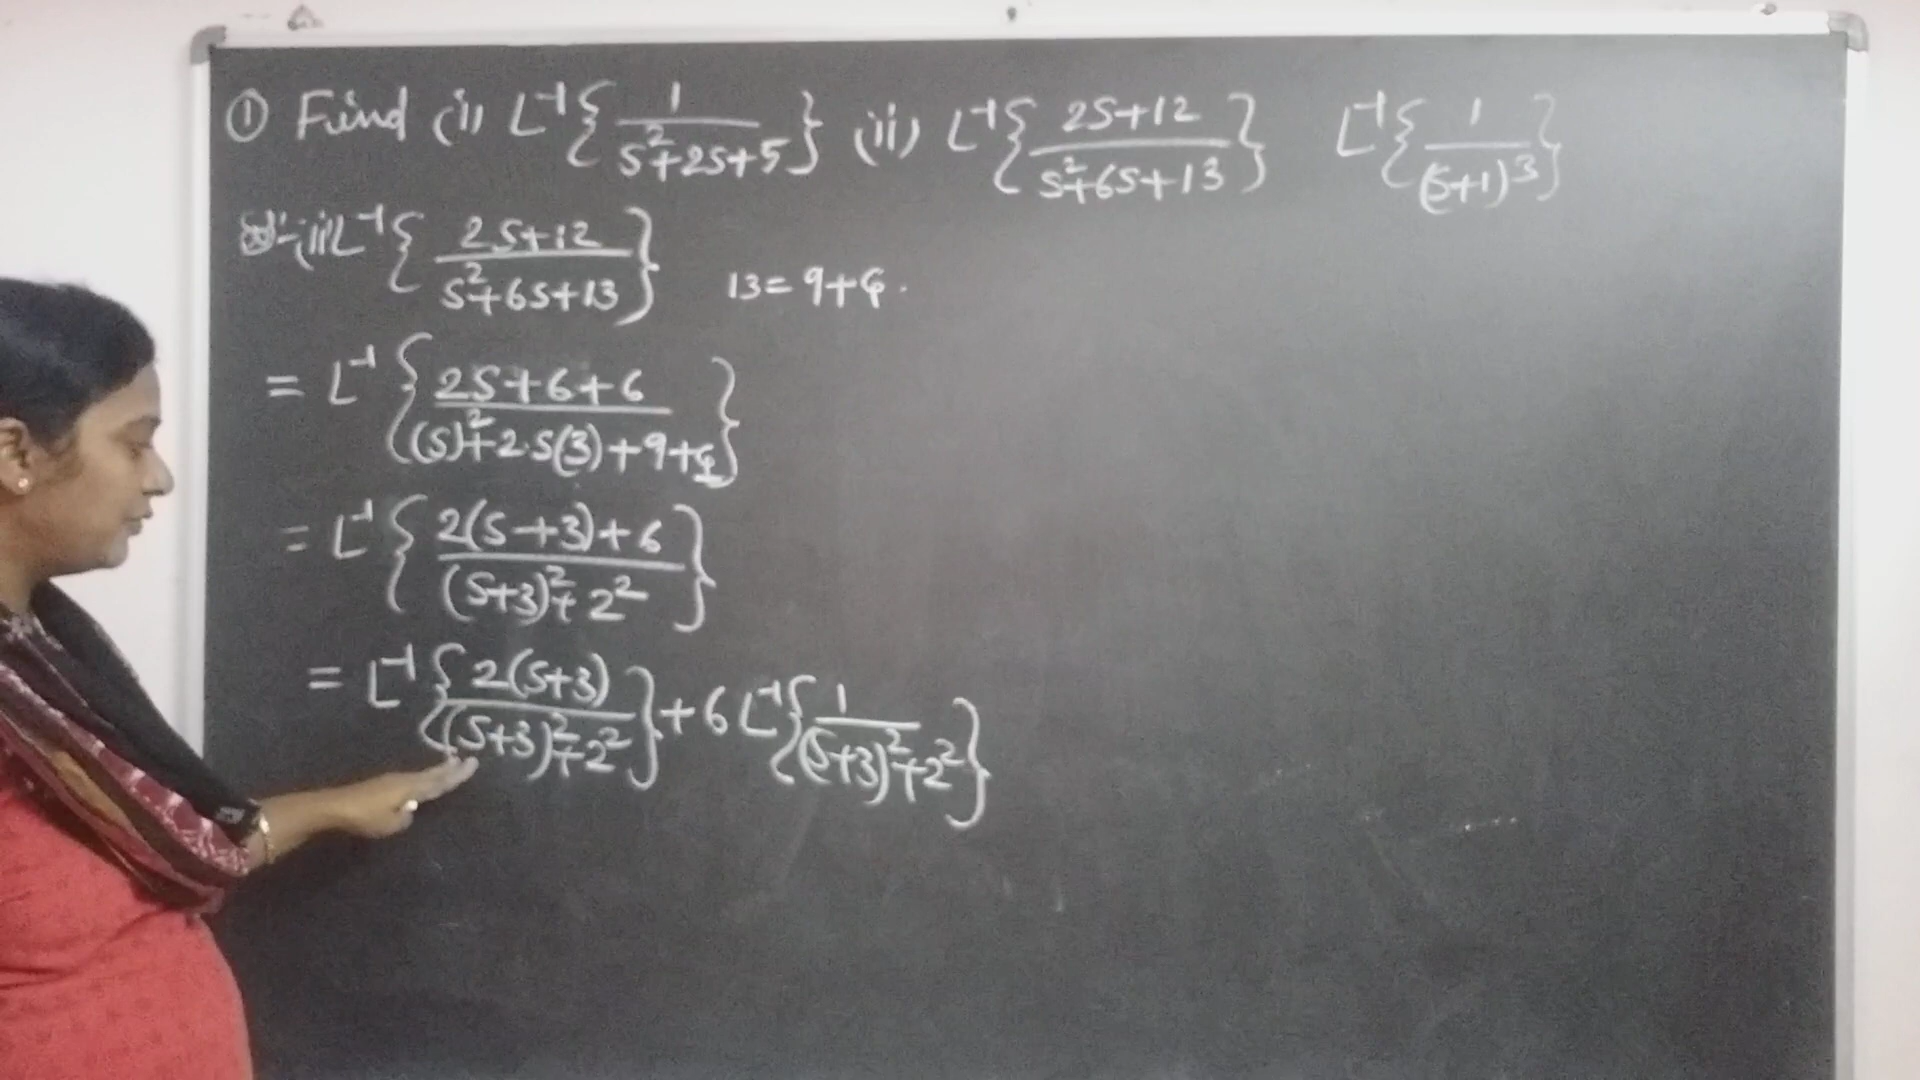 ① Find (i) L⁻¹{1/(s²+2s+5)} (ii) L⁻¹{(2s+12)/(s²+6s+13)} L⁻¹{1/(s+1)³}
(ii) L⁻¹{(2s+12)/(s²+6s+13)} 13=9+4.
= L⁻¹{(2s+6+6)/((s)²+2·s(3)+9+4)}
= L⁻¹{(2(s+3)+6)/((s+3)²+2²)}
= L⁻¹{2(s+3)/((s+3)²+2²)}+6L⁻¹{1/((s+3)²+2²)}